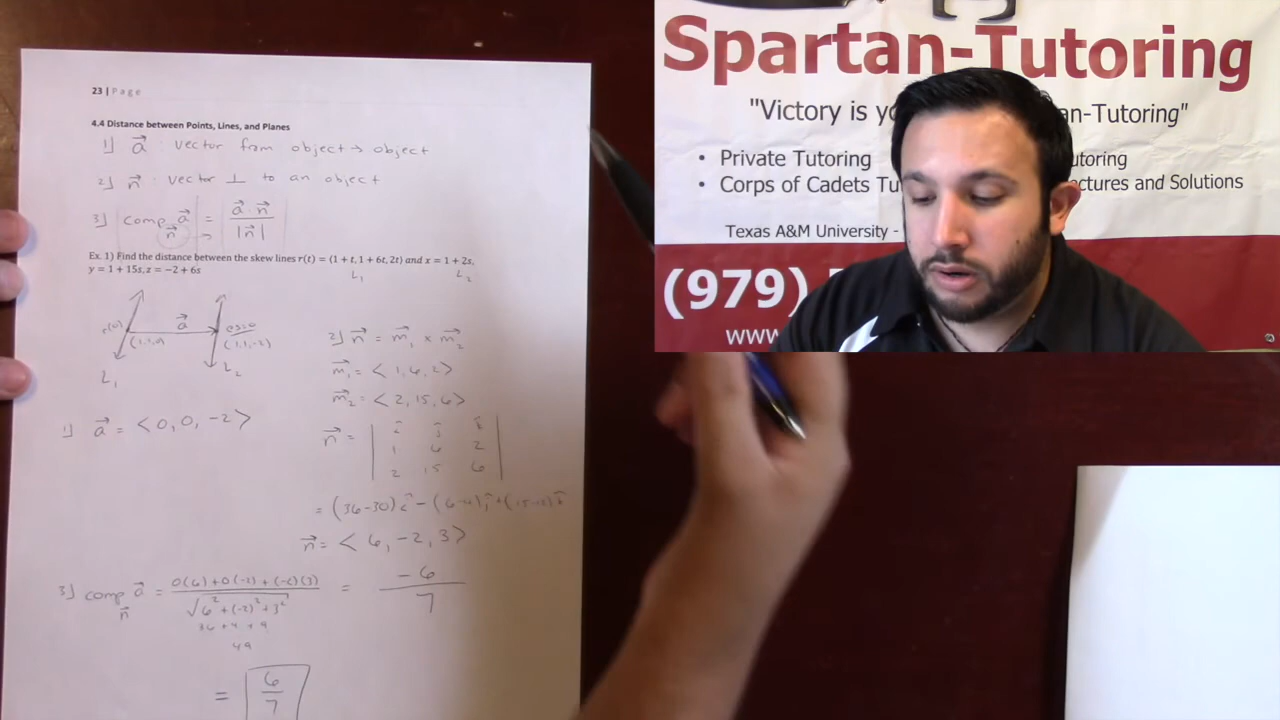 23 | Page
4.4 Distance between Points, Lines, and Planes
1) a⃗ : vector from object → object
2) n⃗ : vector ⊥ to an object
3) |comp_n⃗ a⃗| = |a⃗ · n⃗ / |n⃗||
Ex. 1) Find the distance between the skew lines r(t) = (1 + t, 1 + 6t, 2t) and x = 1 + 2s,
y = 1 + 15s, z = −2 + 6s
L₁
L₂
r(0)
a⃗
(1,1,0)
(1,1,-2)
L₁
L₂
1) a⃗ = <0, 0, -2>
2) n⃗ = m⃗₁ × m⃗₂
m⃗₁ = <1, 6, 2>
m⃗₂ = <2, 15, 6>
n⃗ = | î ĵ k̂
1 6 2
2 15 6 |
= (36-30)î - (6-4)ĵ + (15-12)k̂
n⃗ = <6, -2, 3>
3) comp_n⃗ a⃗ = 0(6)+0(-2)+(-2)(3) / √6²+(-2)²+3² = -6 / 7
36 + 4 + 9
49
= 6/7
Spartan-Tutoring
"Victory is
an-Tutoring"
• Private Tutoring
utoring
• Corps of Cadets
ctures and Solutions
Texas A&M University -
(979)
www.